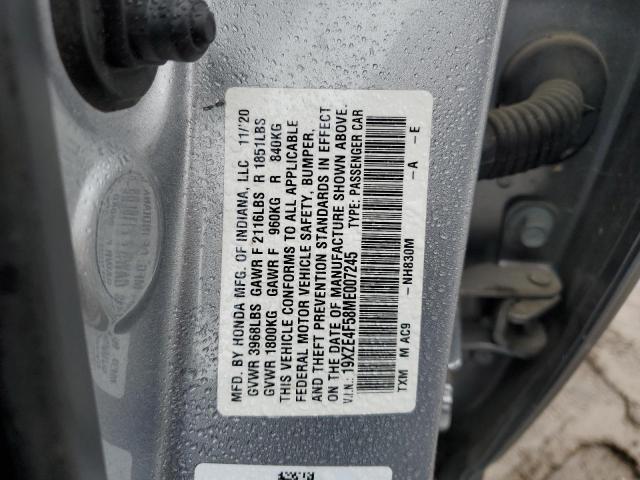 MFD. BY HONDA MFG. OF INDIANA, LLC 11/'20
GVWR 3968LBS GAWR F 2116LBS R 1851LBS
GVWR 1800KG GAWR F 960KG R 840KG
THIS VEHICLE CONFORMS TO ALL APPLICABLE
FEDERAL MOTOR VEHICLE SAFETY, BUMPER,
AND THEFT PREVENTION STANDARDS IN EFFECT
ON THE DATE OF MANUFACTURE SHOWN ABOVE.
V.I.N.: 19XZE4F58ME007245 TYPE: PASSENGER CAR
TXM M AC9 -NH830M -A -E